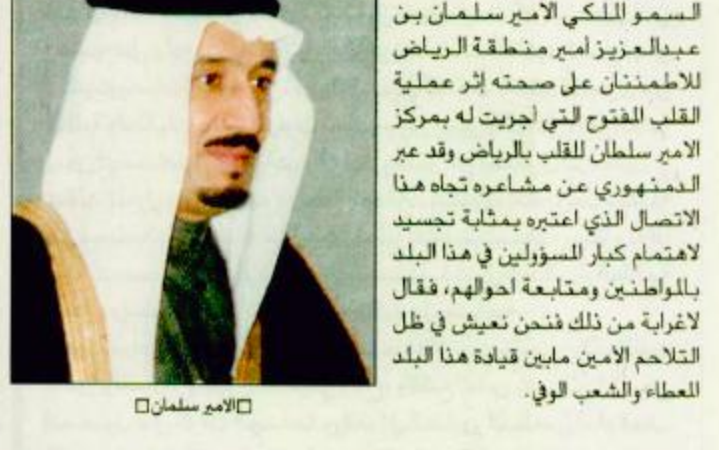 السمو الملكي الأمير سلمان بن
عبدالعزيز أمير منطقة الرياض
للاطمئنان على صحته إثر عملية
القلب المفتوح التي أجريت له بمركز
الامير سلطان للقلب بالرياض وقد عبر
الدمنهوري عن مشاعره تجاه هذا
الاتصال الذي اعتبره بمثابة تجسيد
لاهتمام كبار المسؤولين في هذا البلد
بالمواطنين ومتابعة احوالهم، فقال
لاغرابة من ذلك فنحن نعيش في ظل
التلاحم الأمين مابين قيادة هذا البلد
المعطاء والشعب الوفي.
□الامير سلمان□